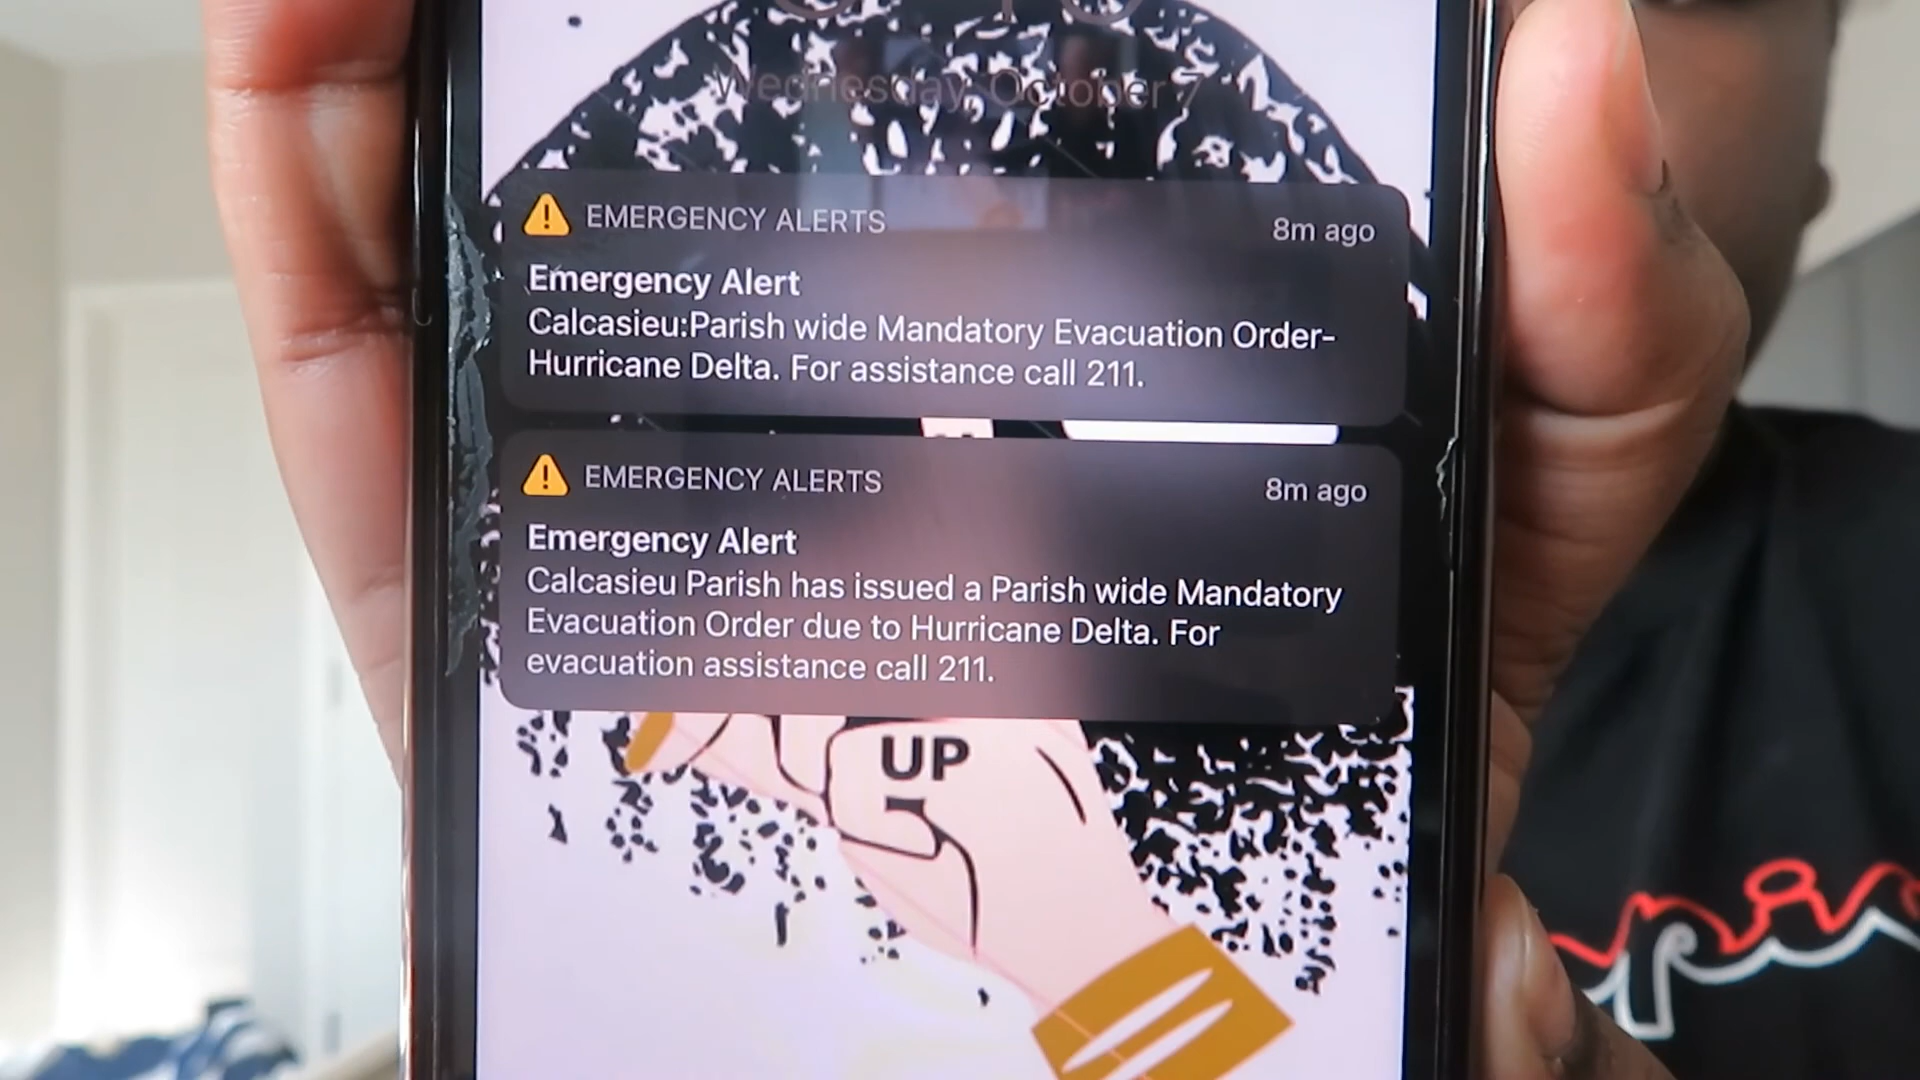 Wednesday, October 7
EMERGENCY ALERTS
8m ago
Emergency Alert
Calcasieu:Parish wide Mandatory Evacuation Order-
Hurricane Delta. For assistance call 211.
EMERGENCY ALERTS
8m ago
Emergency Alert
Calcasieu Parish has issued a Parish wide Mandatory
Evacuation Order due to Hurricane Delta. For
evacuation assistance call 211.
UP